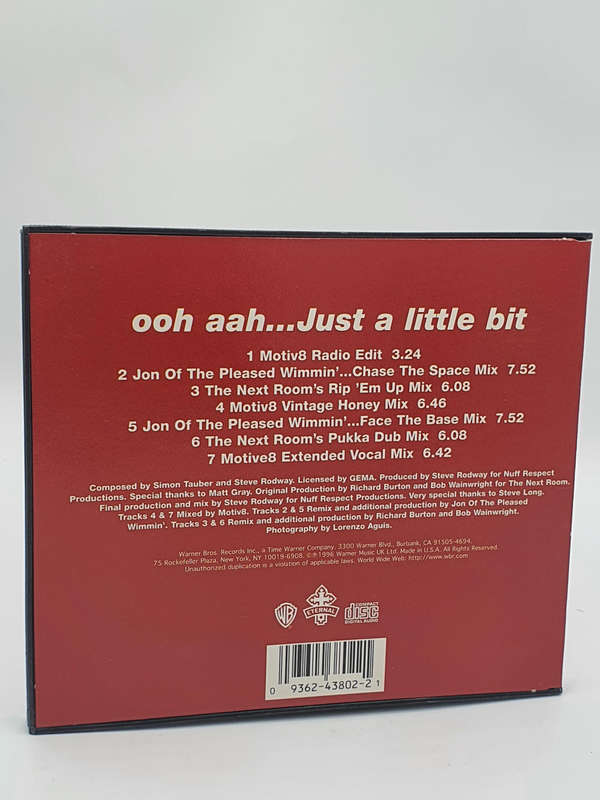 ooh aah...Just a little bit
1 Motiv8 Radio Edit 3.24
2 Jon Of The Pleased Wimmin'...Chase The Space Mix 7.52
3 The Next Room's Rip 'Em Up Mix 6.08
4 Motiv8 Vintage Honey Mix 6.46
5 Jon Of The Pleased Wimmin'...Face The Base Mix 7.52
6 The Next Room's Pukka Dub Mix 6.08
7 Motive8 Extended Vocal Mix 6.42
Composed by Simon Tauber and Steve Rodway. Licensed by GEMA. Produced by Steve Rodway for Nuff Respect
Productions. Special thanks to Matt Gray. Original Production by Richard Burton and Bob Wainwright for The Next Room.
Final production and mix by Steve Rodway for Nuff Respect Productions. Very special thanks to Steve Long.
Tracks 4 & 7 Mixed by Motiv8. Tracks 2 & 5 Remix and additional production by Jon Of The Pleased
Wimmin'. Tracks 3 & 6 Remix and additional production by Richard Burton and Bob Wainwright.
Photography by Lorenzo Aguis.
Warner Bros. Records Inc., a Time Warner Company. 3300 Warner Blvd., Burbank, CA 91505-4694.
75 Rockefeller Plaza, New York, NY 10019-6908. ©℗1996 Warner Music UK Ltd. Made in U.S.A. All Rights Reserved.
Unauthorized duplication is a violation of applicable laws. World Wide Web: http://www.wbr.com
WB
ETERNAL
COMPACT
disc
DIGITAL AUDIO
0 9362-43802-2 1